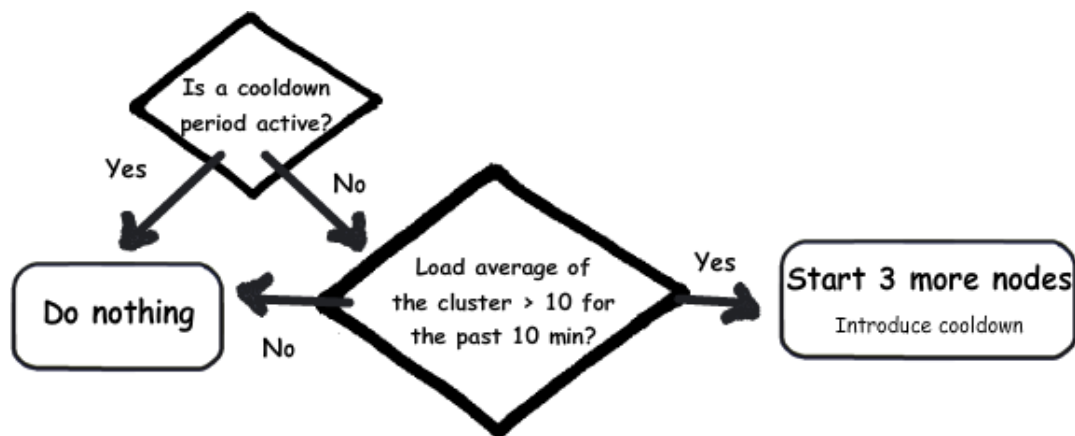 Is a cooldown
period active?
Yes
No
Load average of
the cluster > 10 for
the past 10 min?
Yes
Start 3 more nodes
Introduce cooldown
Do nothing
No